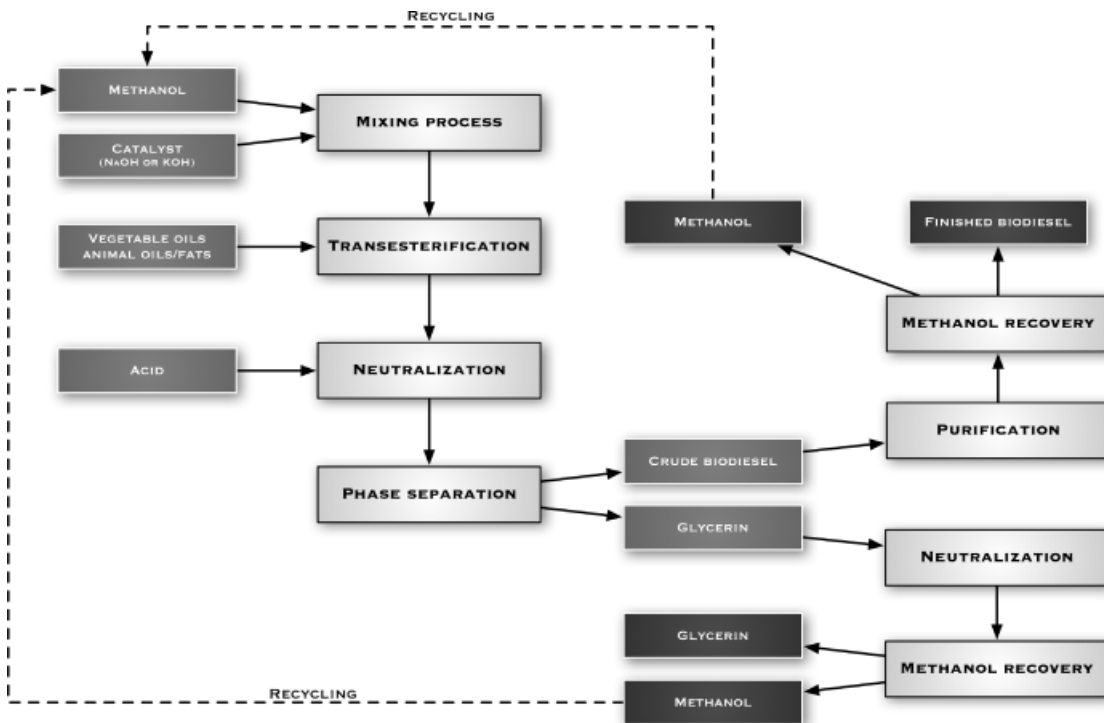 Recycling
Methanol
Mixing process
Catalyst
(NaOH or KOH)
Methanol
Finished biodiesel
Vegetable oils
animal oils/fats
Transesterification
Methanol recovery
Acid
Neutralization
Purification
Crude biodiesel
Phase separation
Glycerin
Neutralization
Glycerin
Methanol recovery
Recycling
Methanol